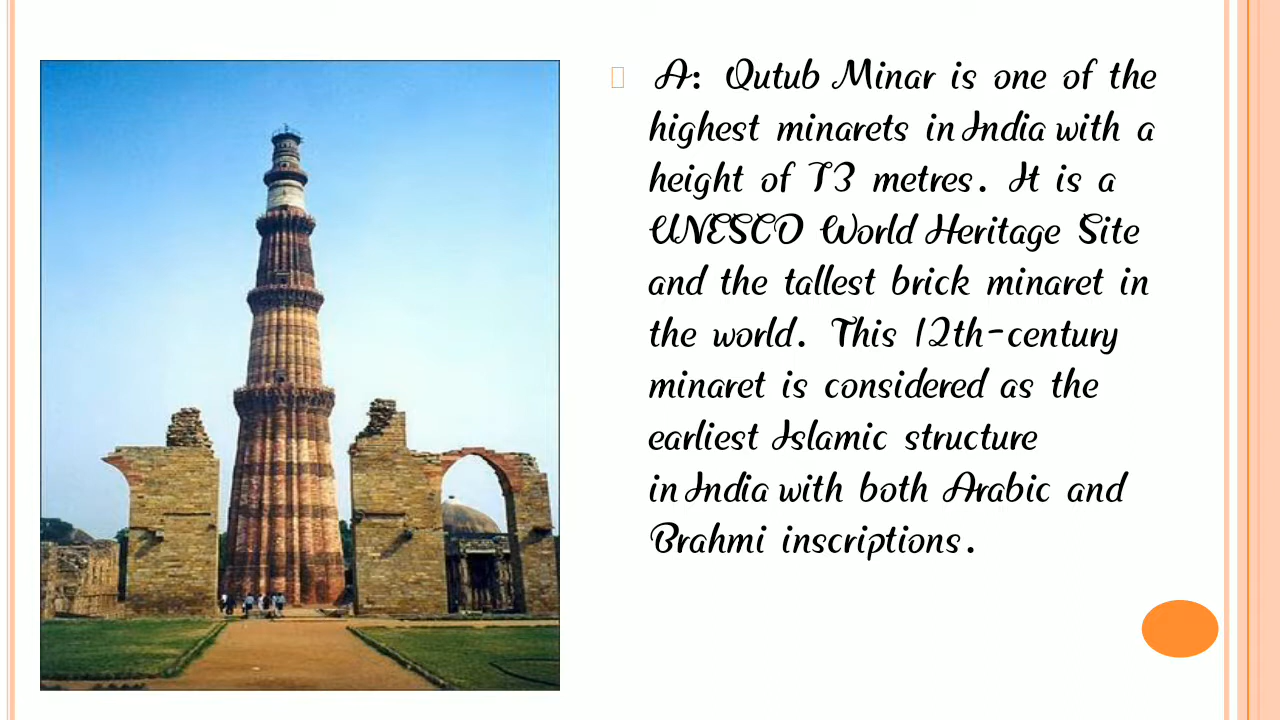 A: Qutub Minar is one of the
highest minarets in India with a
height of 73 metres. It is a
UNESCO World Heritage Site
and the tallest brick minaret in
the world. This 12th-century
minaret is considered as the
earliest Islamic structure
in India with both Arabic and
Brahmi inscriptions.